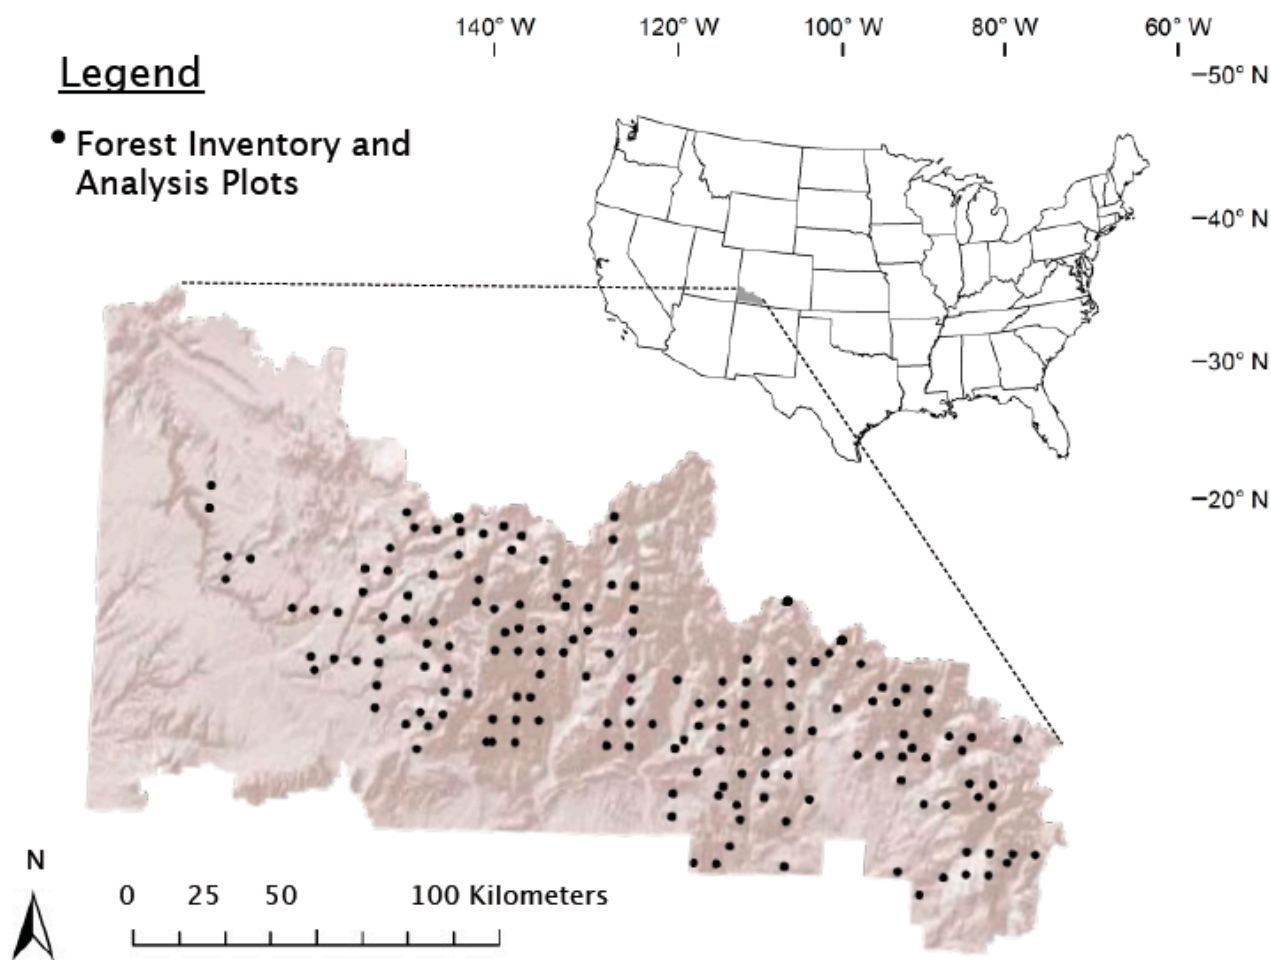 140° W 120° W 100° W 80° W 60° W
Legend
−50° N
Forest Inventory and
Analysis Plots
−40° N
−30° N
−20° N
N
0 25 50 100 Kilometers